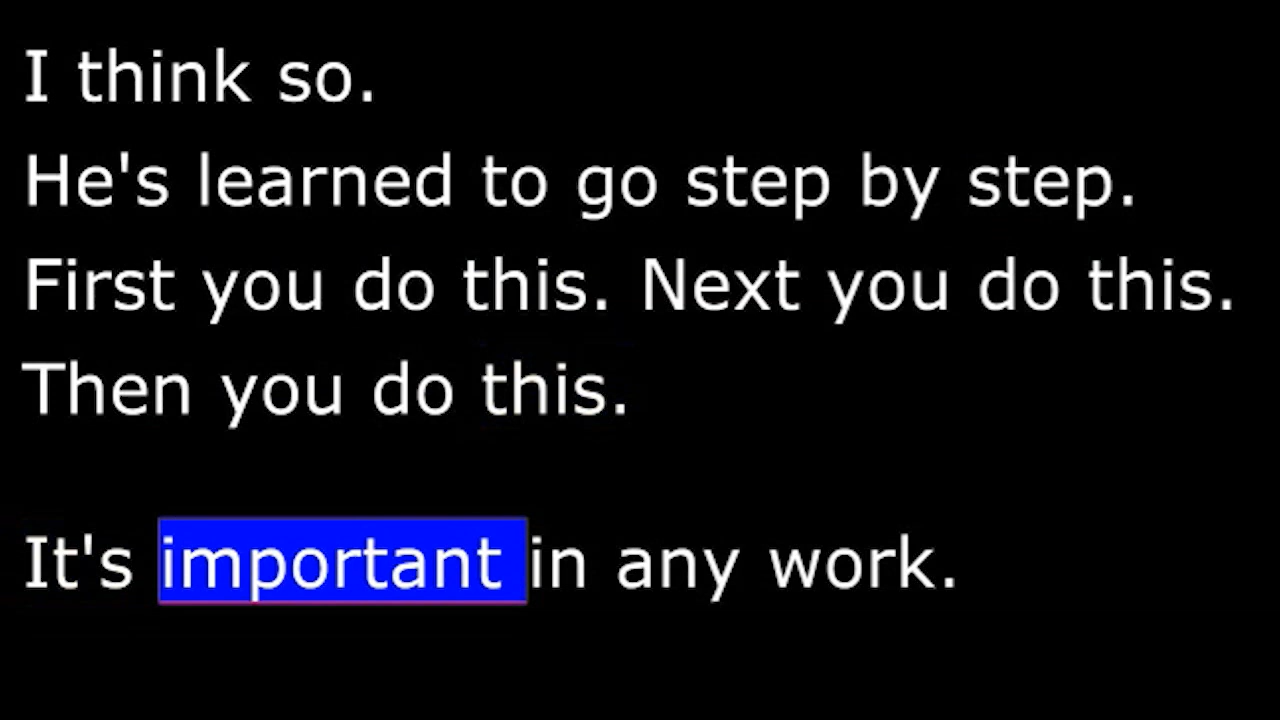 I think so.
He's learned to go step by step.
First you do this. Next you do this.
Then you do this.
It's important in any work.